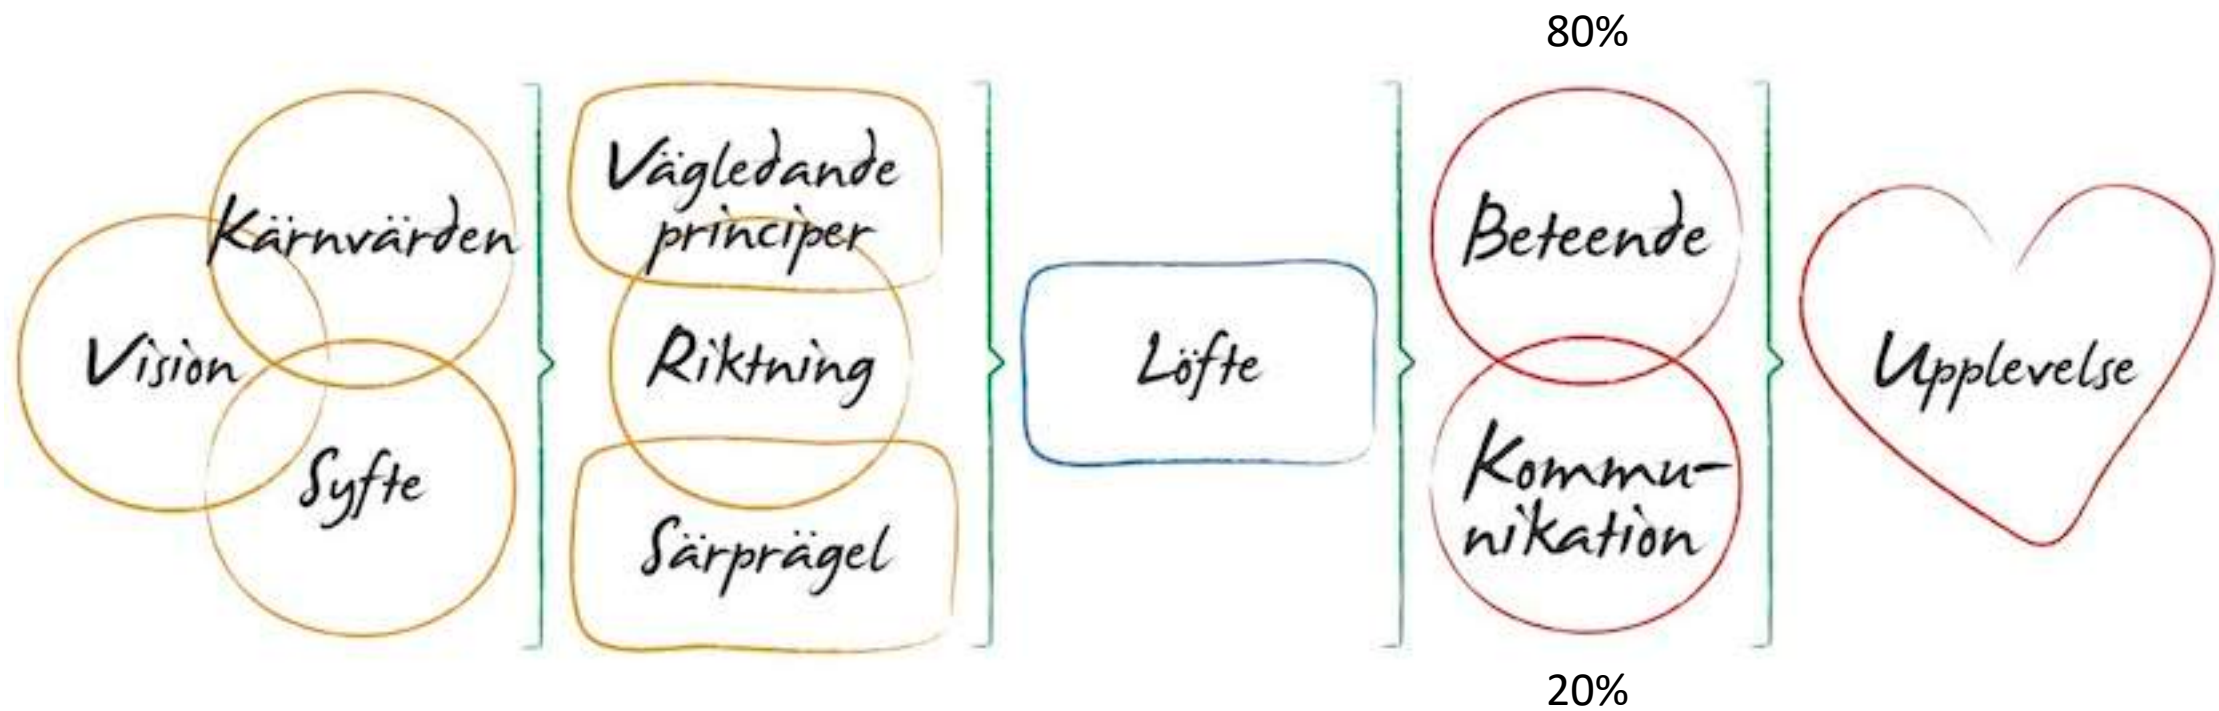 Kärnvärden
Vision
Syfte
Vägledande
principer
Riktning
Särprägel
Löfte
80%
Beteende
Kommu-
nikation
20%
Upplevelse